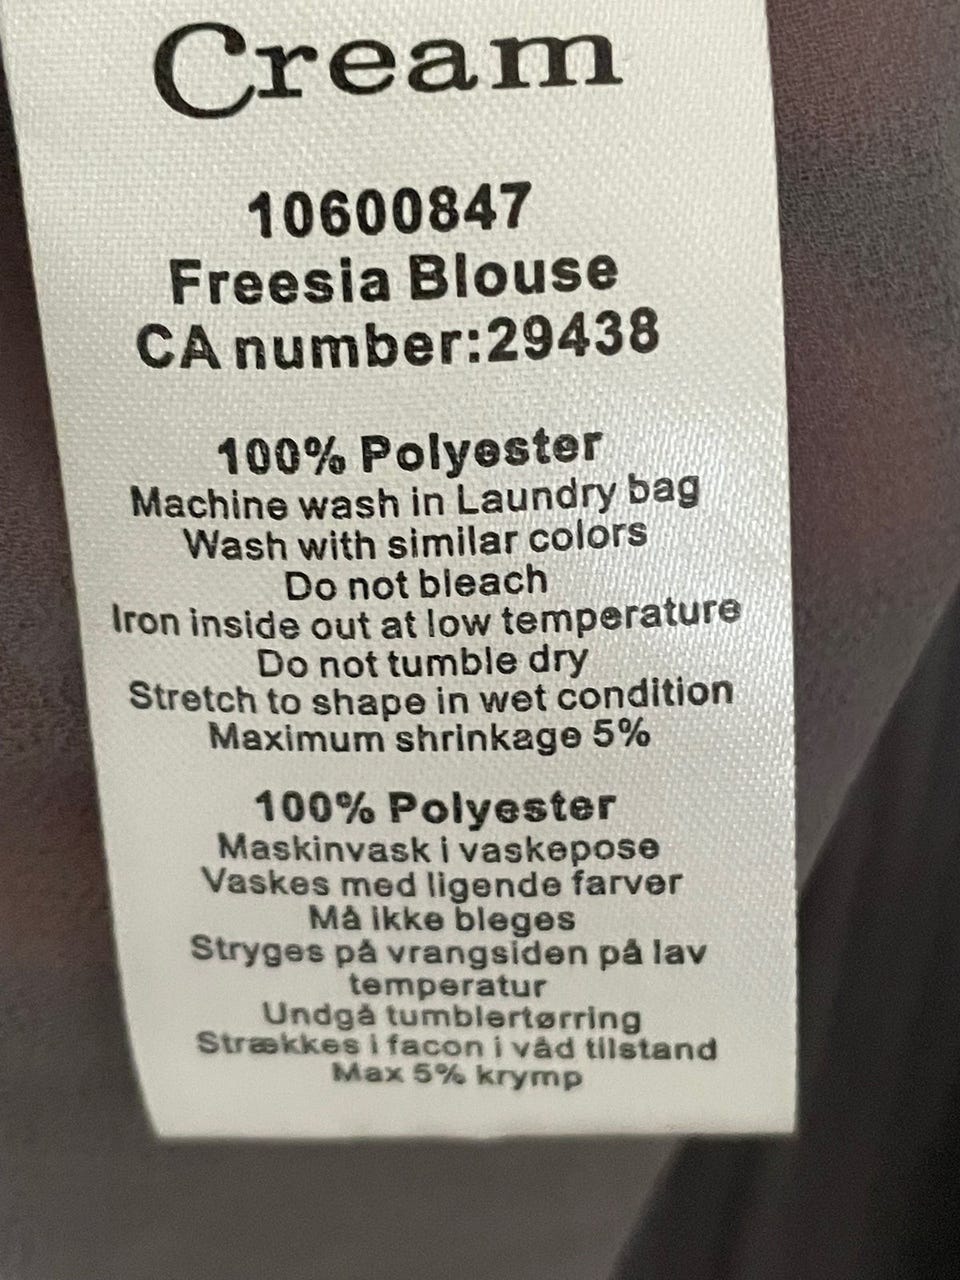 Cream
10600847
Freesia Blouse
CA number:29438
100% Polyester
Machine wash in Laundry bag
Wash with similar colors
Do not bleach
Iron inside out at low temperature
Do not tumble dry
Stretch to shape in wet condition
Maximum shrinkage 5%
100% Polyester
Maskinvask i vaskepose
Vaskes med ligende farver
Må ikke bleges
Stryges på vrangsiden på lav
temperatur
Undgå tumblertørring
Strækkes i facon i våd tilstand
Max 5% krymp